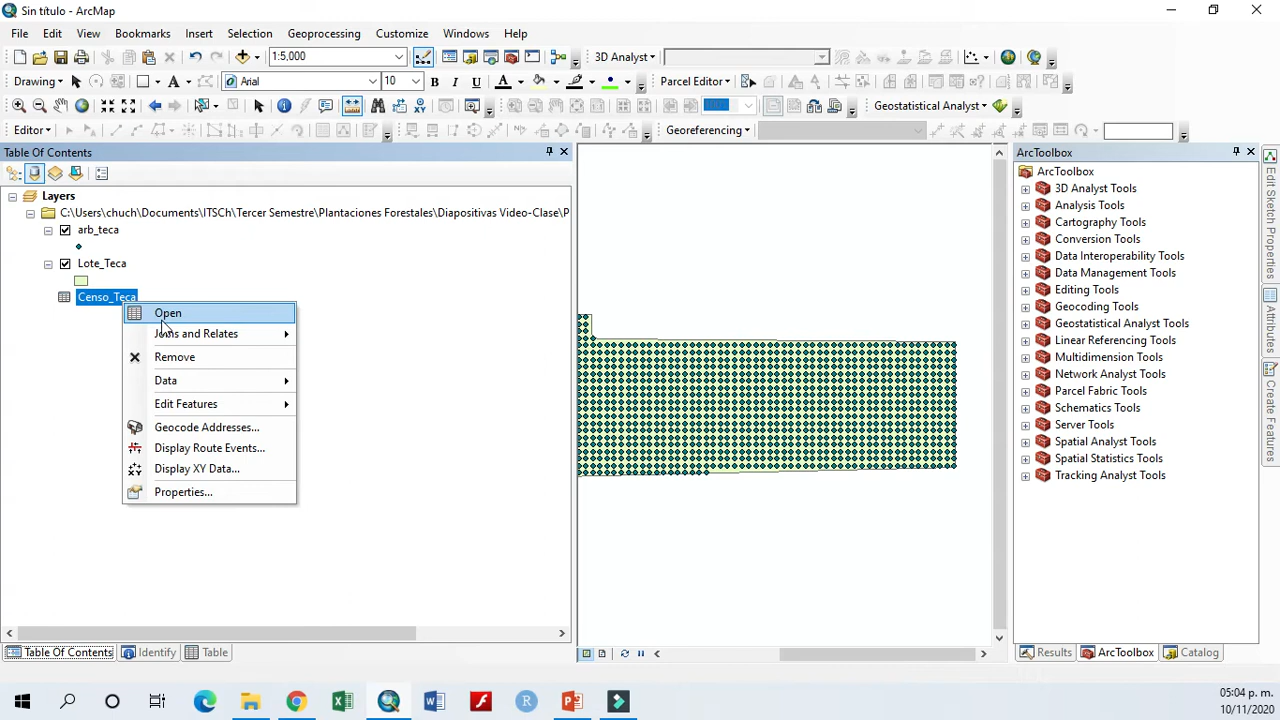 Sin título - ArcMap
File Edit View Bookmarks Insert Selection Geoprocessing Customize Windows Help
1:5,000 3D Analyst
Drawing A Arial 10 B I U A A Parcel Editor
Geostatistical Analyst
Editor Georeferencing
Table Of Contents
ArcToolbox
Layers
C:\Users\chuch\Documents\ITSCh\Tercer Semestre\Plantaciones Forestales\Diapositivas Video-Clase\P
arb_teca
Lote_Teca
Censo_Teca
Open
Joins and Relates
Remove
Data
Edit Features
Geocode Addresses...
Display Route Events...
Display XY Data...
Properties...
ArcToolbox
3D Analyst Tools
Analysis Tools
Cartography Tools
Conversion Tools
Data Interoperability Tools
Data Management Tools
Editing Tools
Geocoding Tools
Geostatistical Analyst Tools
Linear Referencing Tools
Multidimension Tools
Network Analyst Tools
Parcel Fabric Tools
Schematics Tools
Server Tools
Spatial Analyst Tools
Spatial Statistics Tools
Tracking Analyst Tools
Edit Sketch Properties
Attributes
Create Features
Table Of Contents Identify Table
Results ArcToolbox Catalog
05:04 p. m.
10/11/2020